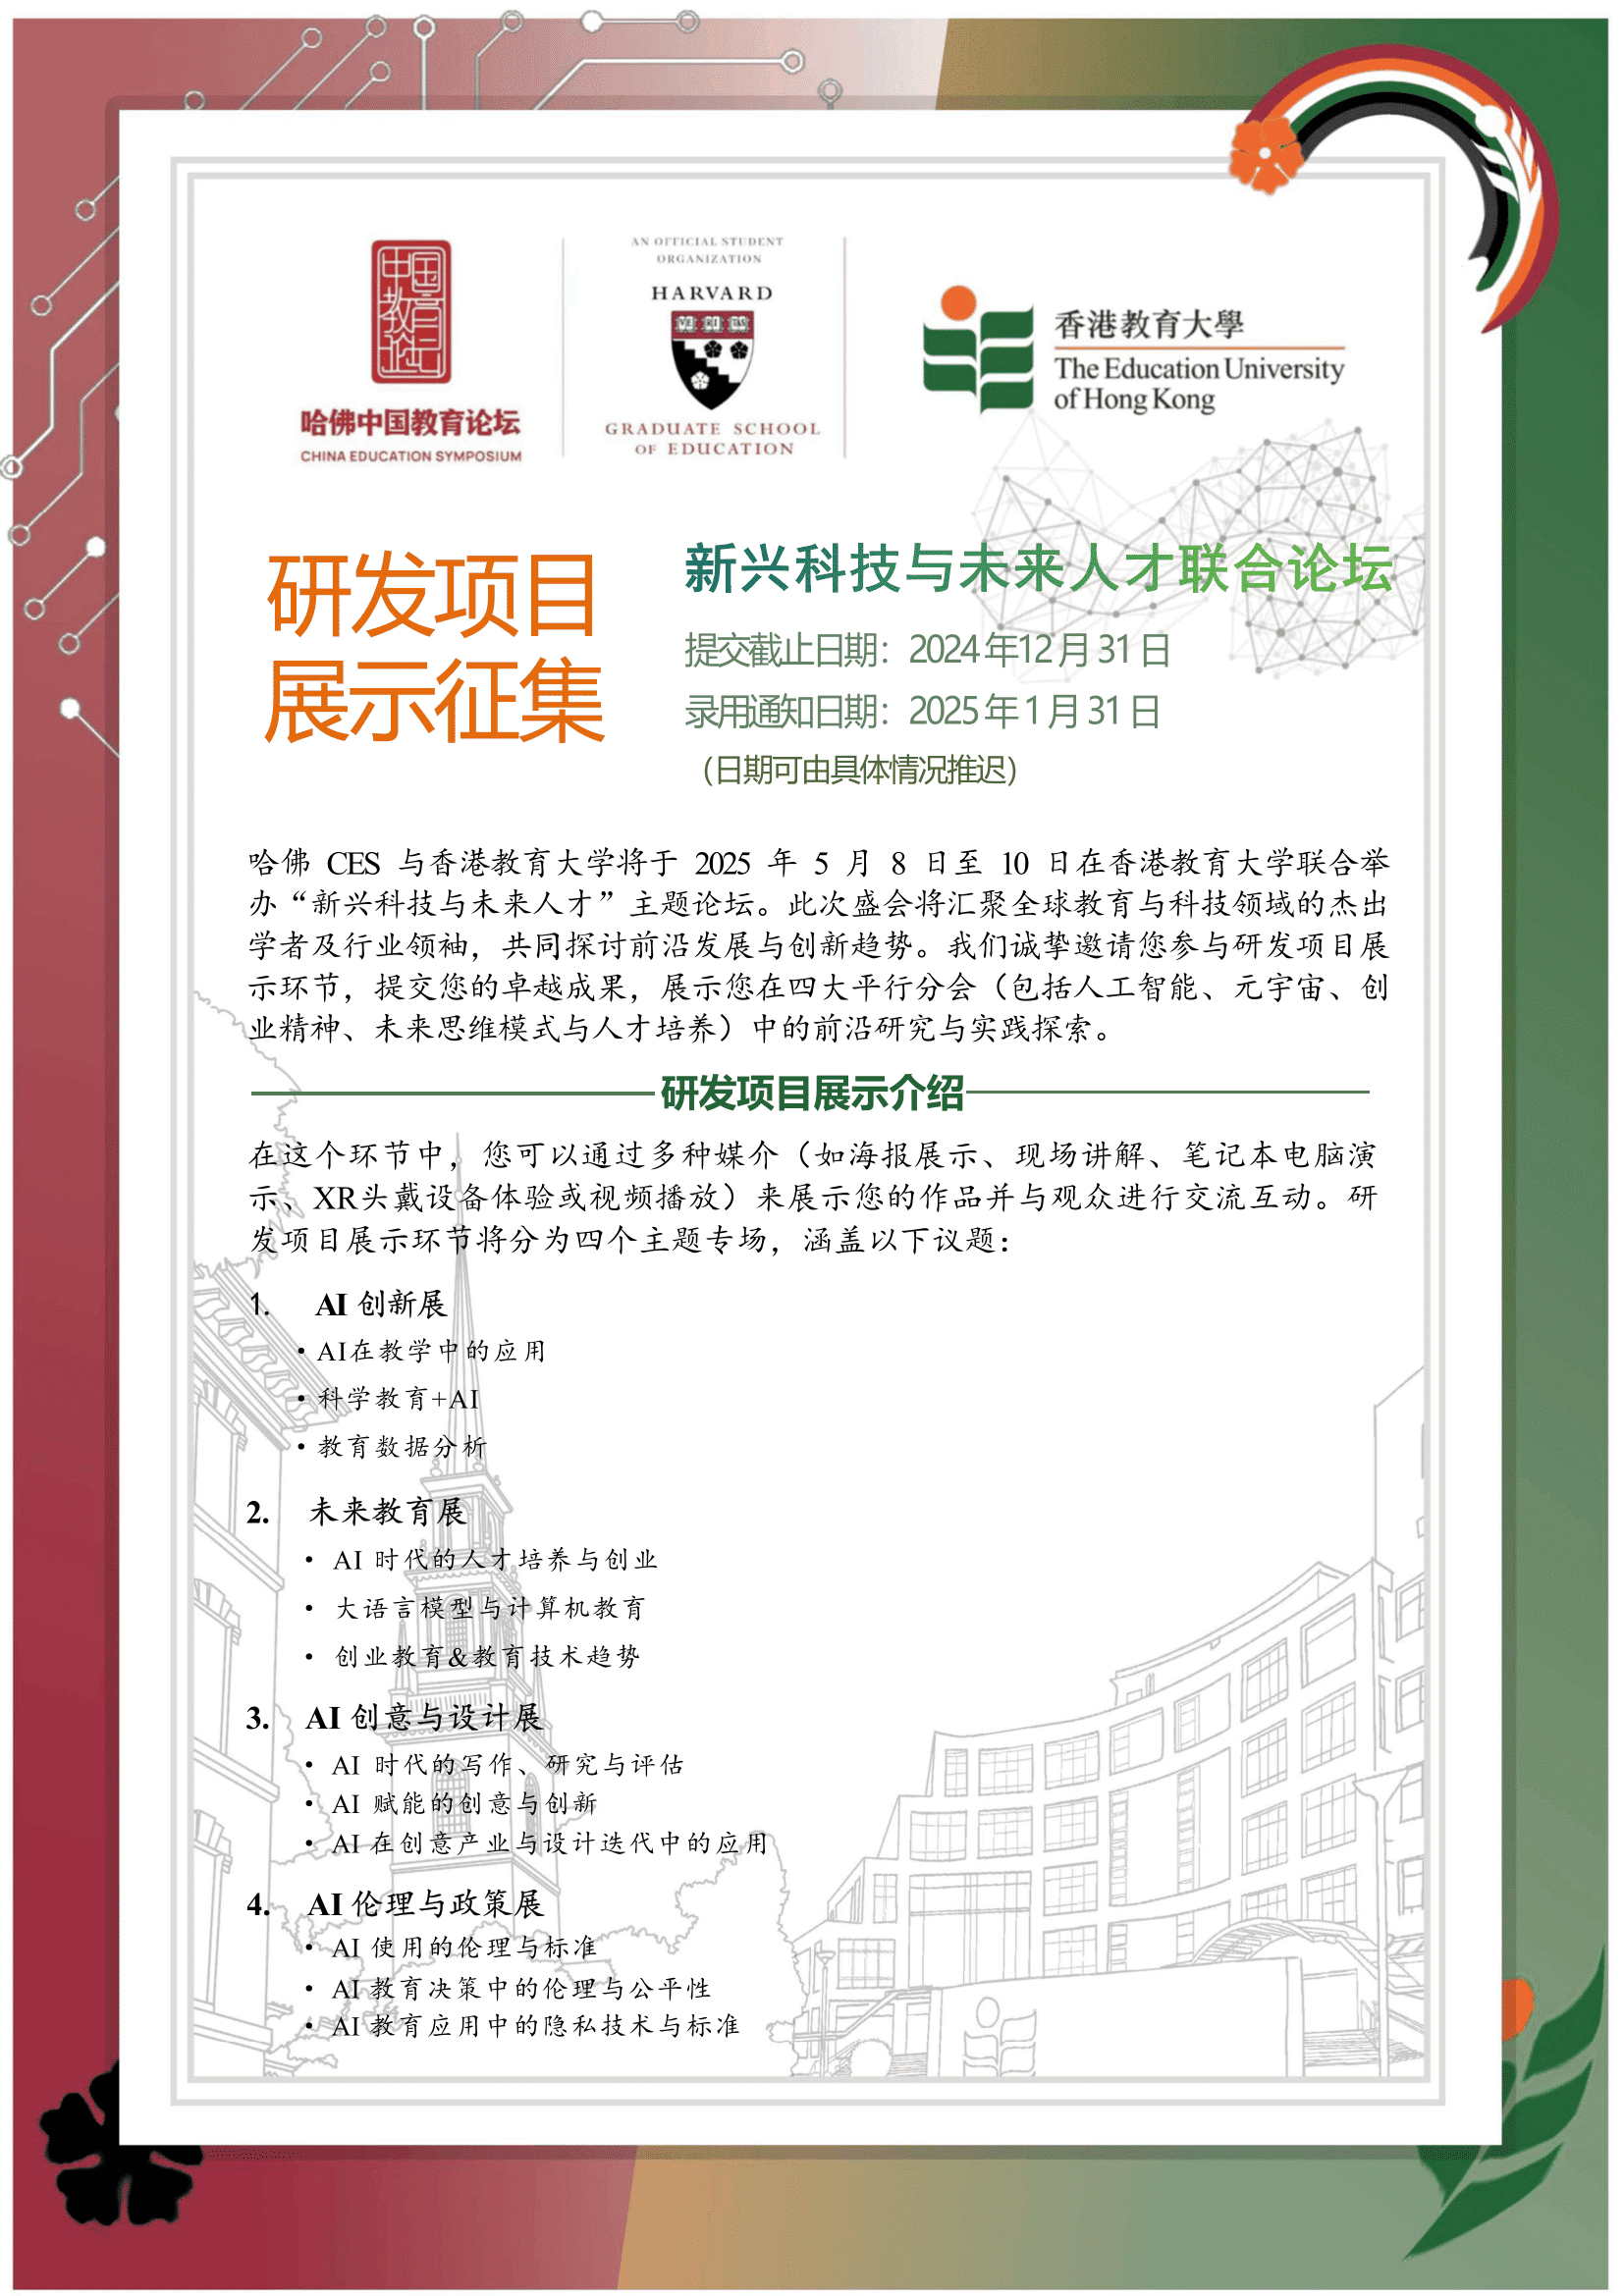 中国教育论坛
哈佛中国教育论坛
CHINA EDUCATION SYMPOSIUM
AN OFFICIAL STUDENT
ORGANIZATION
HARVARD
VE RI TAS
GRADUATE SCHOOL
OF EDUCATION
香港教育大學
The Education University
of Hong Kong
研发项目
展示征集
新兴科技与未来人才联合论坛
提交截止日期：2024年12月31日
录用通知日期：2025年1月31日
（日期可由具体情况推迟）
哈佛 CES 与香港教育大学将于 2025 年 5 月 8 日至 10 日在香港教育大学联合举
办“新兴科技与未来人才”主题论坛。此次盛会将汇聚全球教育与科技领域的杰出
学者及行业领袖，共同探讨前沿发展与创新趋势。我们诚挚邀请您参与研发项目展
示环节，提交您的卓越成果，展示您在四大平行分会（包括人工智能、元宇宙、创
业精神、未来思维模式与人才培养）中的前沿研究与实践探索。
研发项目展示介绍
在这个环节中，您可以通过多种媒介（如海报展示、现场讲解、笔记本电脑演
示、XR头戴设备体验或视频播放）来展示您的作品并与观众进行交流互动。研
发项目展示环节将分为四个主题专场，涵盖以下议题：
1. AI 创新展
• AI在教学中的应用
• 科学教育+AI
• 教育数据分析
2. 未来教育展
• AI 时代的人才培养与创业
• 大语言模型与计算机教育
• 创业教育&教育技术趋势
3. AI 创意与设计展
• AI 时代的写作、研究与评估
• AI 赋能的创意与创新
• AI 在创意产业与设计迭代中的应用
4. AI 伦理与政策展
• AI 使用的伦理与标准
• AI 教育决策中的伦理与公平性
• AI 教育应用中的隐私技术与标准